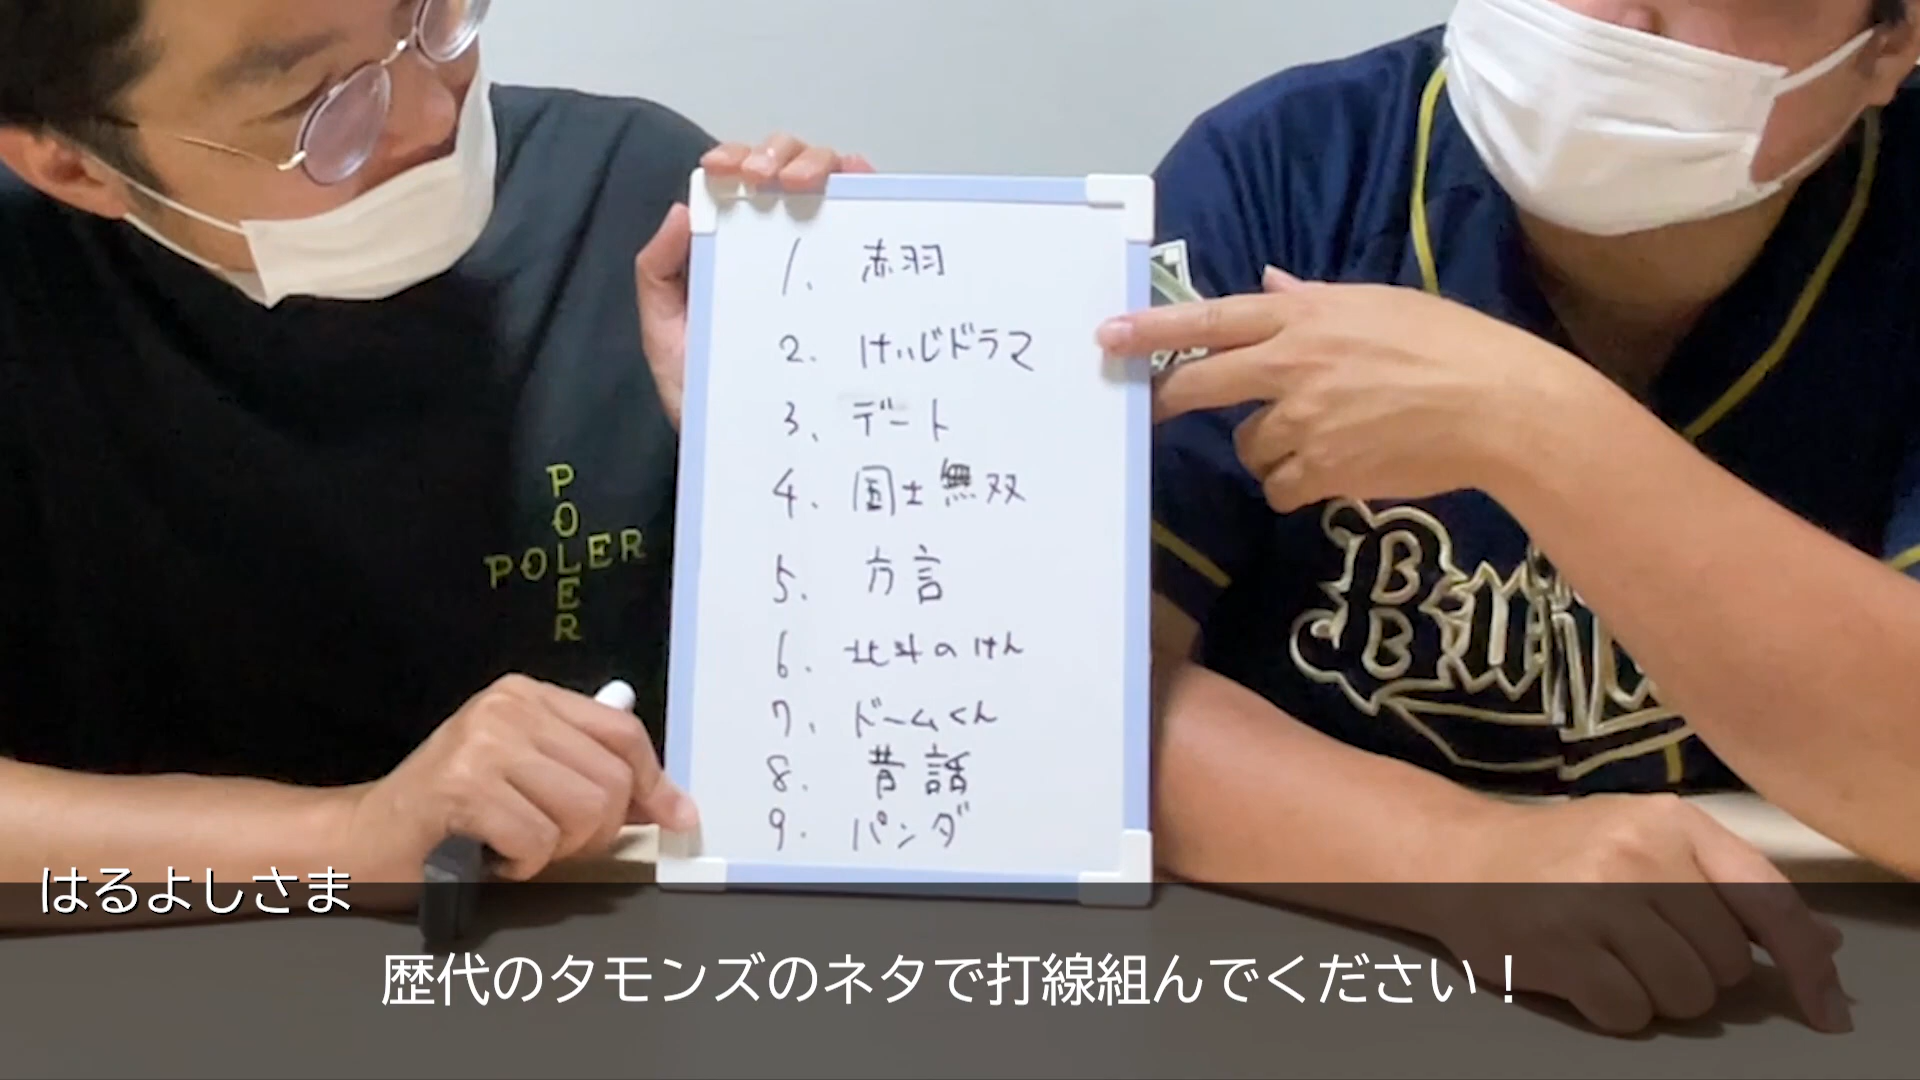 POLER
POLER
1. 赤羽
2. けいじドラマ
3、デート
4、国士無双
5. 方言
6. 北斗のけん
7、ドームくん
8. 昔話
9. パンダ
はるよしさま
歴代のタモンズのネタで打線組んでください！